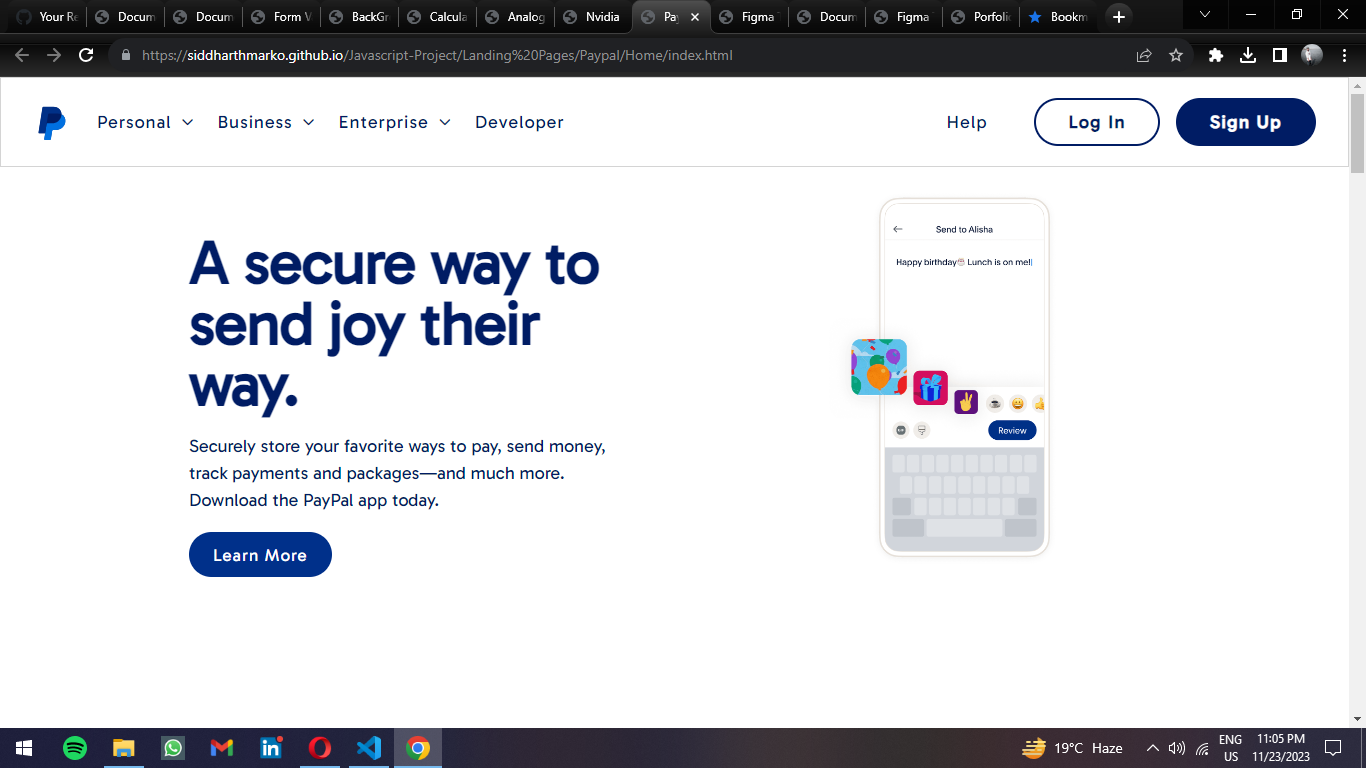 Your Re
Docum
Docum
Form V
BackGr
Calcula
Analog
Nvidia
Pay
Figma
Docum
Figma
Porfolio
Bookm
https://siddharthmarko.github.io/Javascript-Project/Landing%20Pages/Paypal/Home/index.html
Personal Business Enterprise Developer Help Log In Sign Up
A secure way to
send joy their
way.
Securely store your favorite ways to pay, send money,
track payments and packages—and much more.
Download the PayPal app today.
Learn More
Send to Alisha
Happy birthday🎂 Lunch is on me!
Review
19°C Haze
ENG
US
11:05 PM
11/23/2023